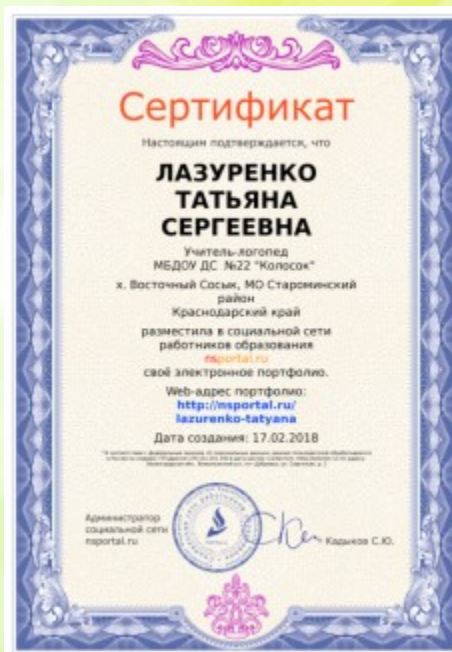 Сертификат
Настоящим подтверждается, что
ЛАЗУРЕНКО
ТАТЬЯНА
СЕРГЕЕВНА
Учитель-логопед
МБДОУ ДС №22 "Колосок"
х. Восточный Сосык, МО Староминский
район
Краснодарский край
разместила в социальной сети
работников образования
nsportal.ru
своё электронное портфолио.
Web-адрес портфолио:
http://nsportal.ru/
lazurenko-tatyana
Дата создания: 17.02.2018
Администратор
социальной сети
nsportal.ru
Кадыков С.Ю.